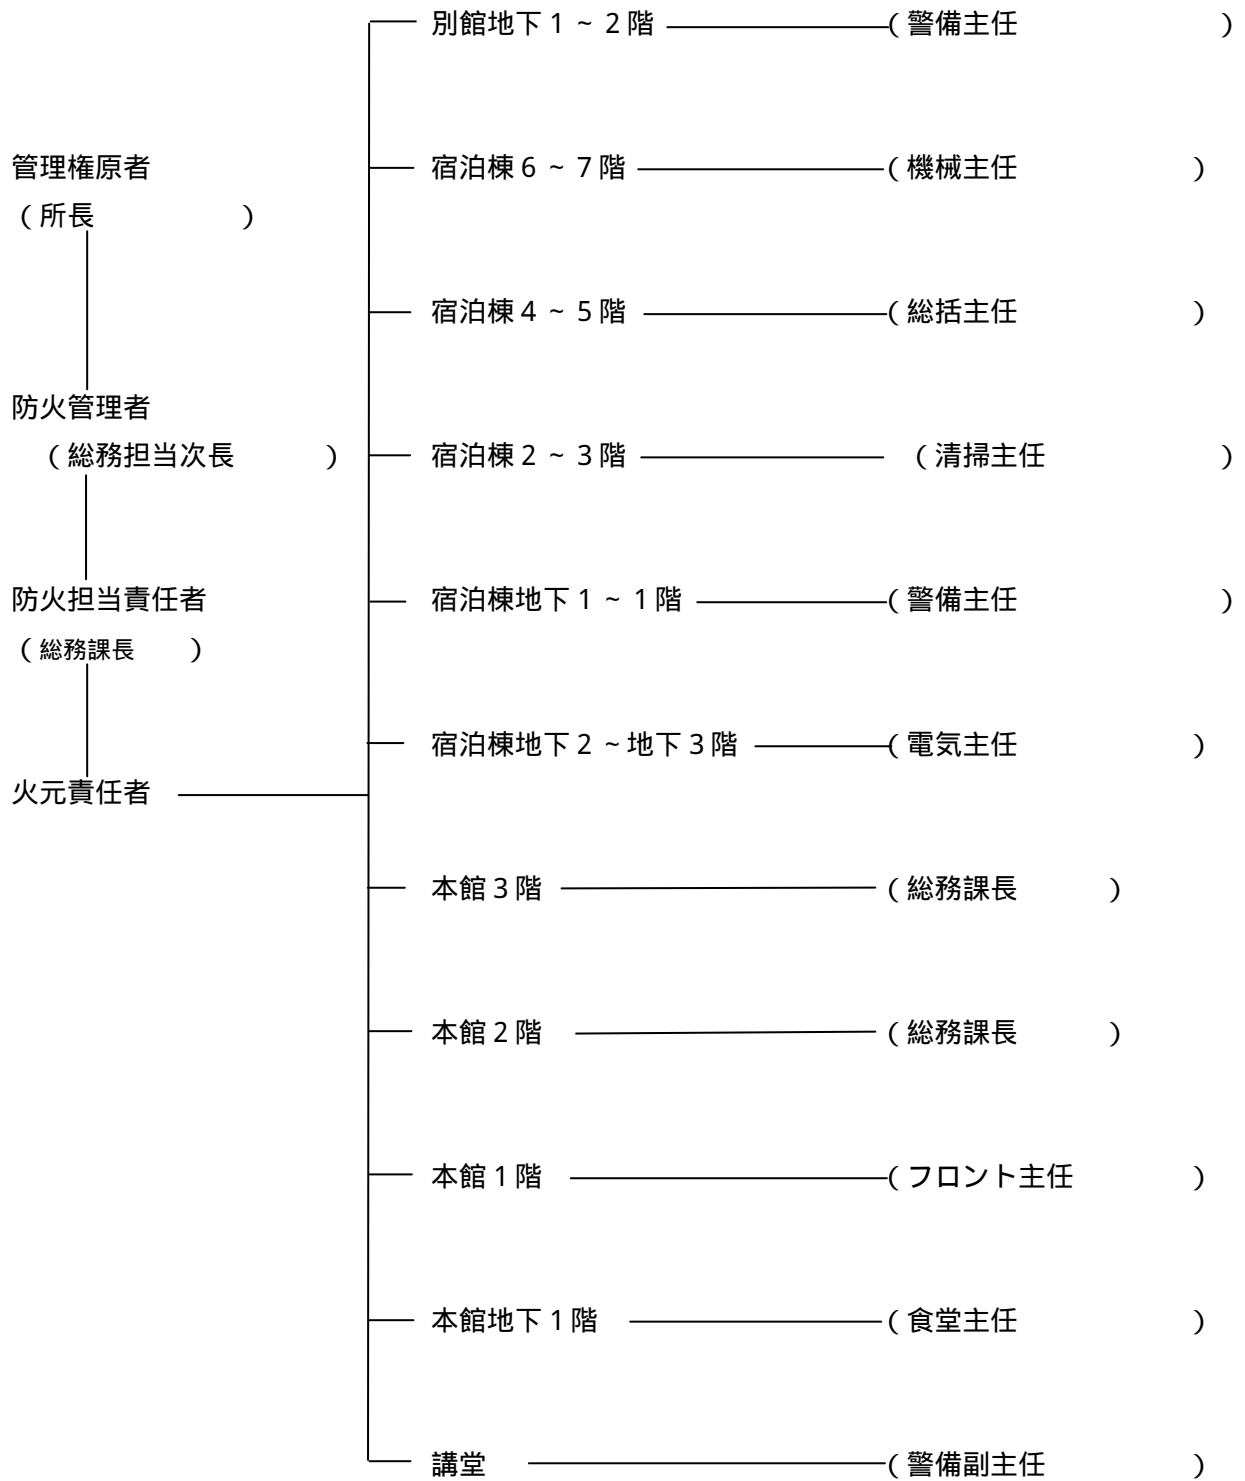 別館地下1~2階 (警備主任 )
管理権原者 宿泊棟6~7階 (機械主任 )
(所長 )
宿泊棟4~5階 (総括主任 )
防火管理者
(総務担当次長 ) 宿泊棟2~3階 (清掃主任 )
防火担当責任者 宿泊棟地下1~1階 (警備主任 )
(総務課長 )
宿泊棟地下2~地下3階 (電気主任 )
火元責任者
本館3階 (総務課長 )
本館2階 (総務課長 )
本館1階 (フロント主任 )
本館地下1階 (食堂主任 )
講堂 (警備副主任 )